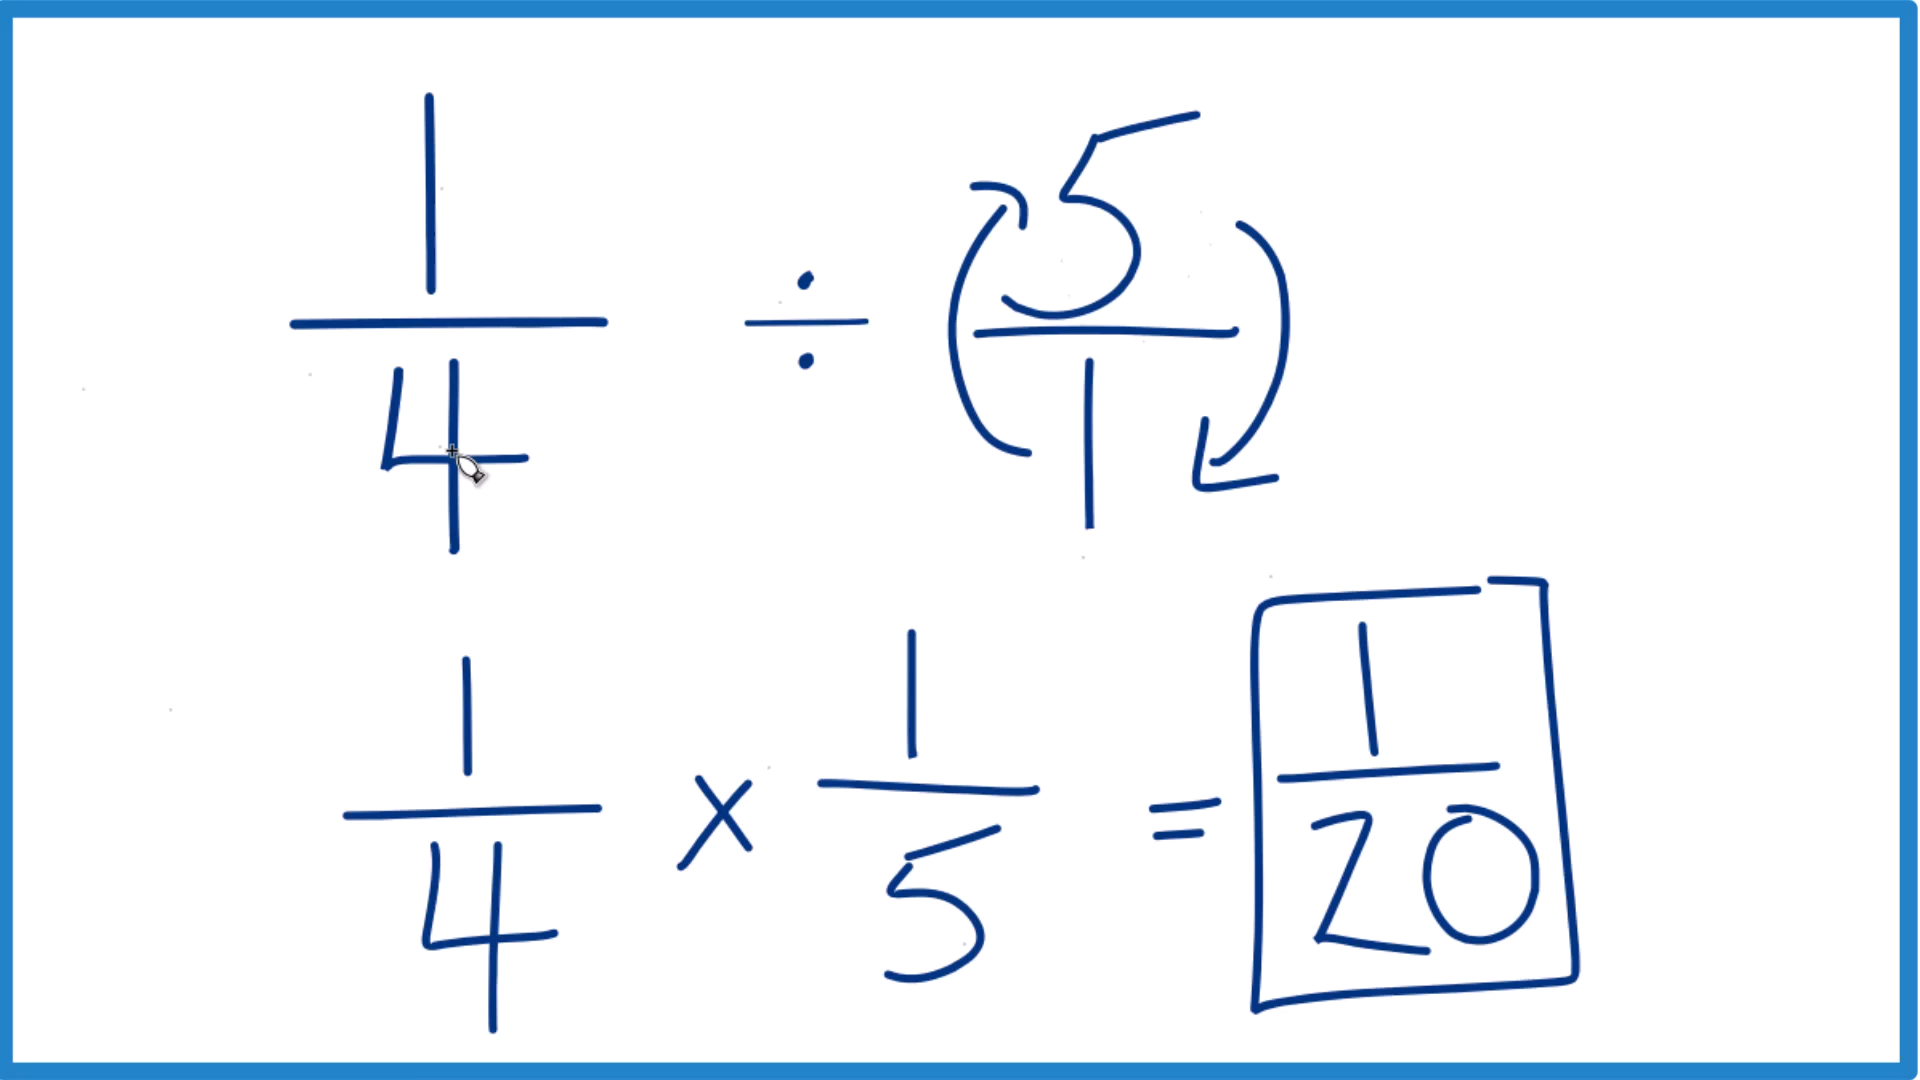 1/4 ÷ 5/1
1/4 × 1/5 = 1/20